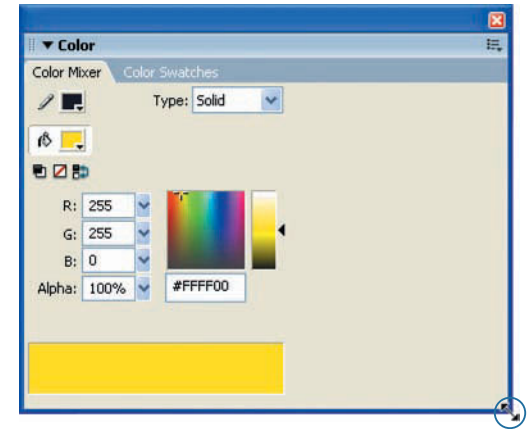 Color
Color Mixer Color Swatches
Type: Solid
R: 255
G: 255
B: 0
Alpha: 100% #FFFF00